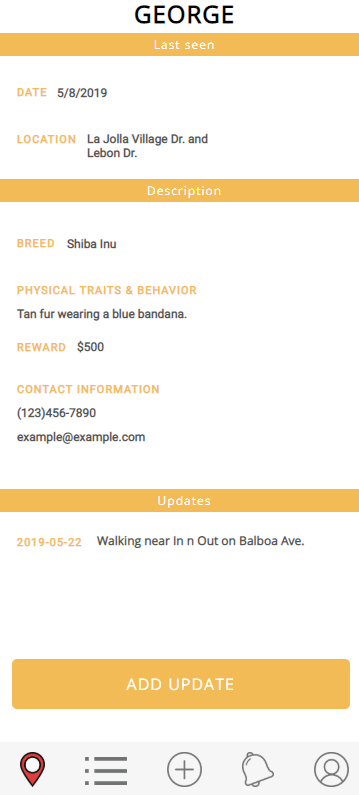 GEORGE
Last seen
DATE 5/8/2019
LOCATION La Jolla Village Dr. and
Lebon Dr.
Description
BREED Shiba Inu
PHYSICAL TRAITS & BEHAVIOR
Tan fur wearing a blue bandana.
REWARD $500
CONTACT INFORMATION
(123)456-7890
example@example.com
Updates
2019-05-22 Walking near In n Out on Balboa Ave.
ADD UPDATE